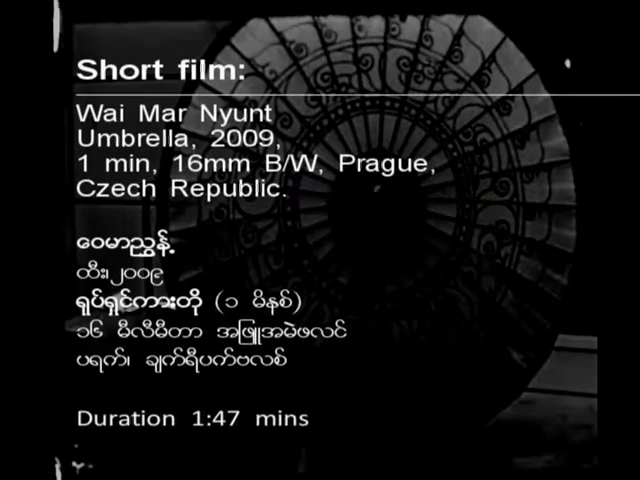 Short film:
Wai Mar Nyunt
Umbrella, 2009,
1 min, 16mm B/W, Prague,
Czech Republic.
ဝေမာညွန့်
ထီး၊၂၀၀၉
ရုပ်ရှင်ကားတို (၁ မိနစ်)
၁၆ မီလီမီတာ အဖြူအမဲဖလင်
ပရက်၊ ချက်ရီပက်ဗလစ်
Duration 1:47 mins